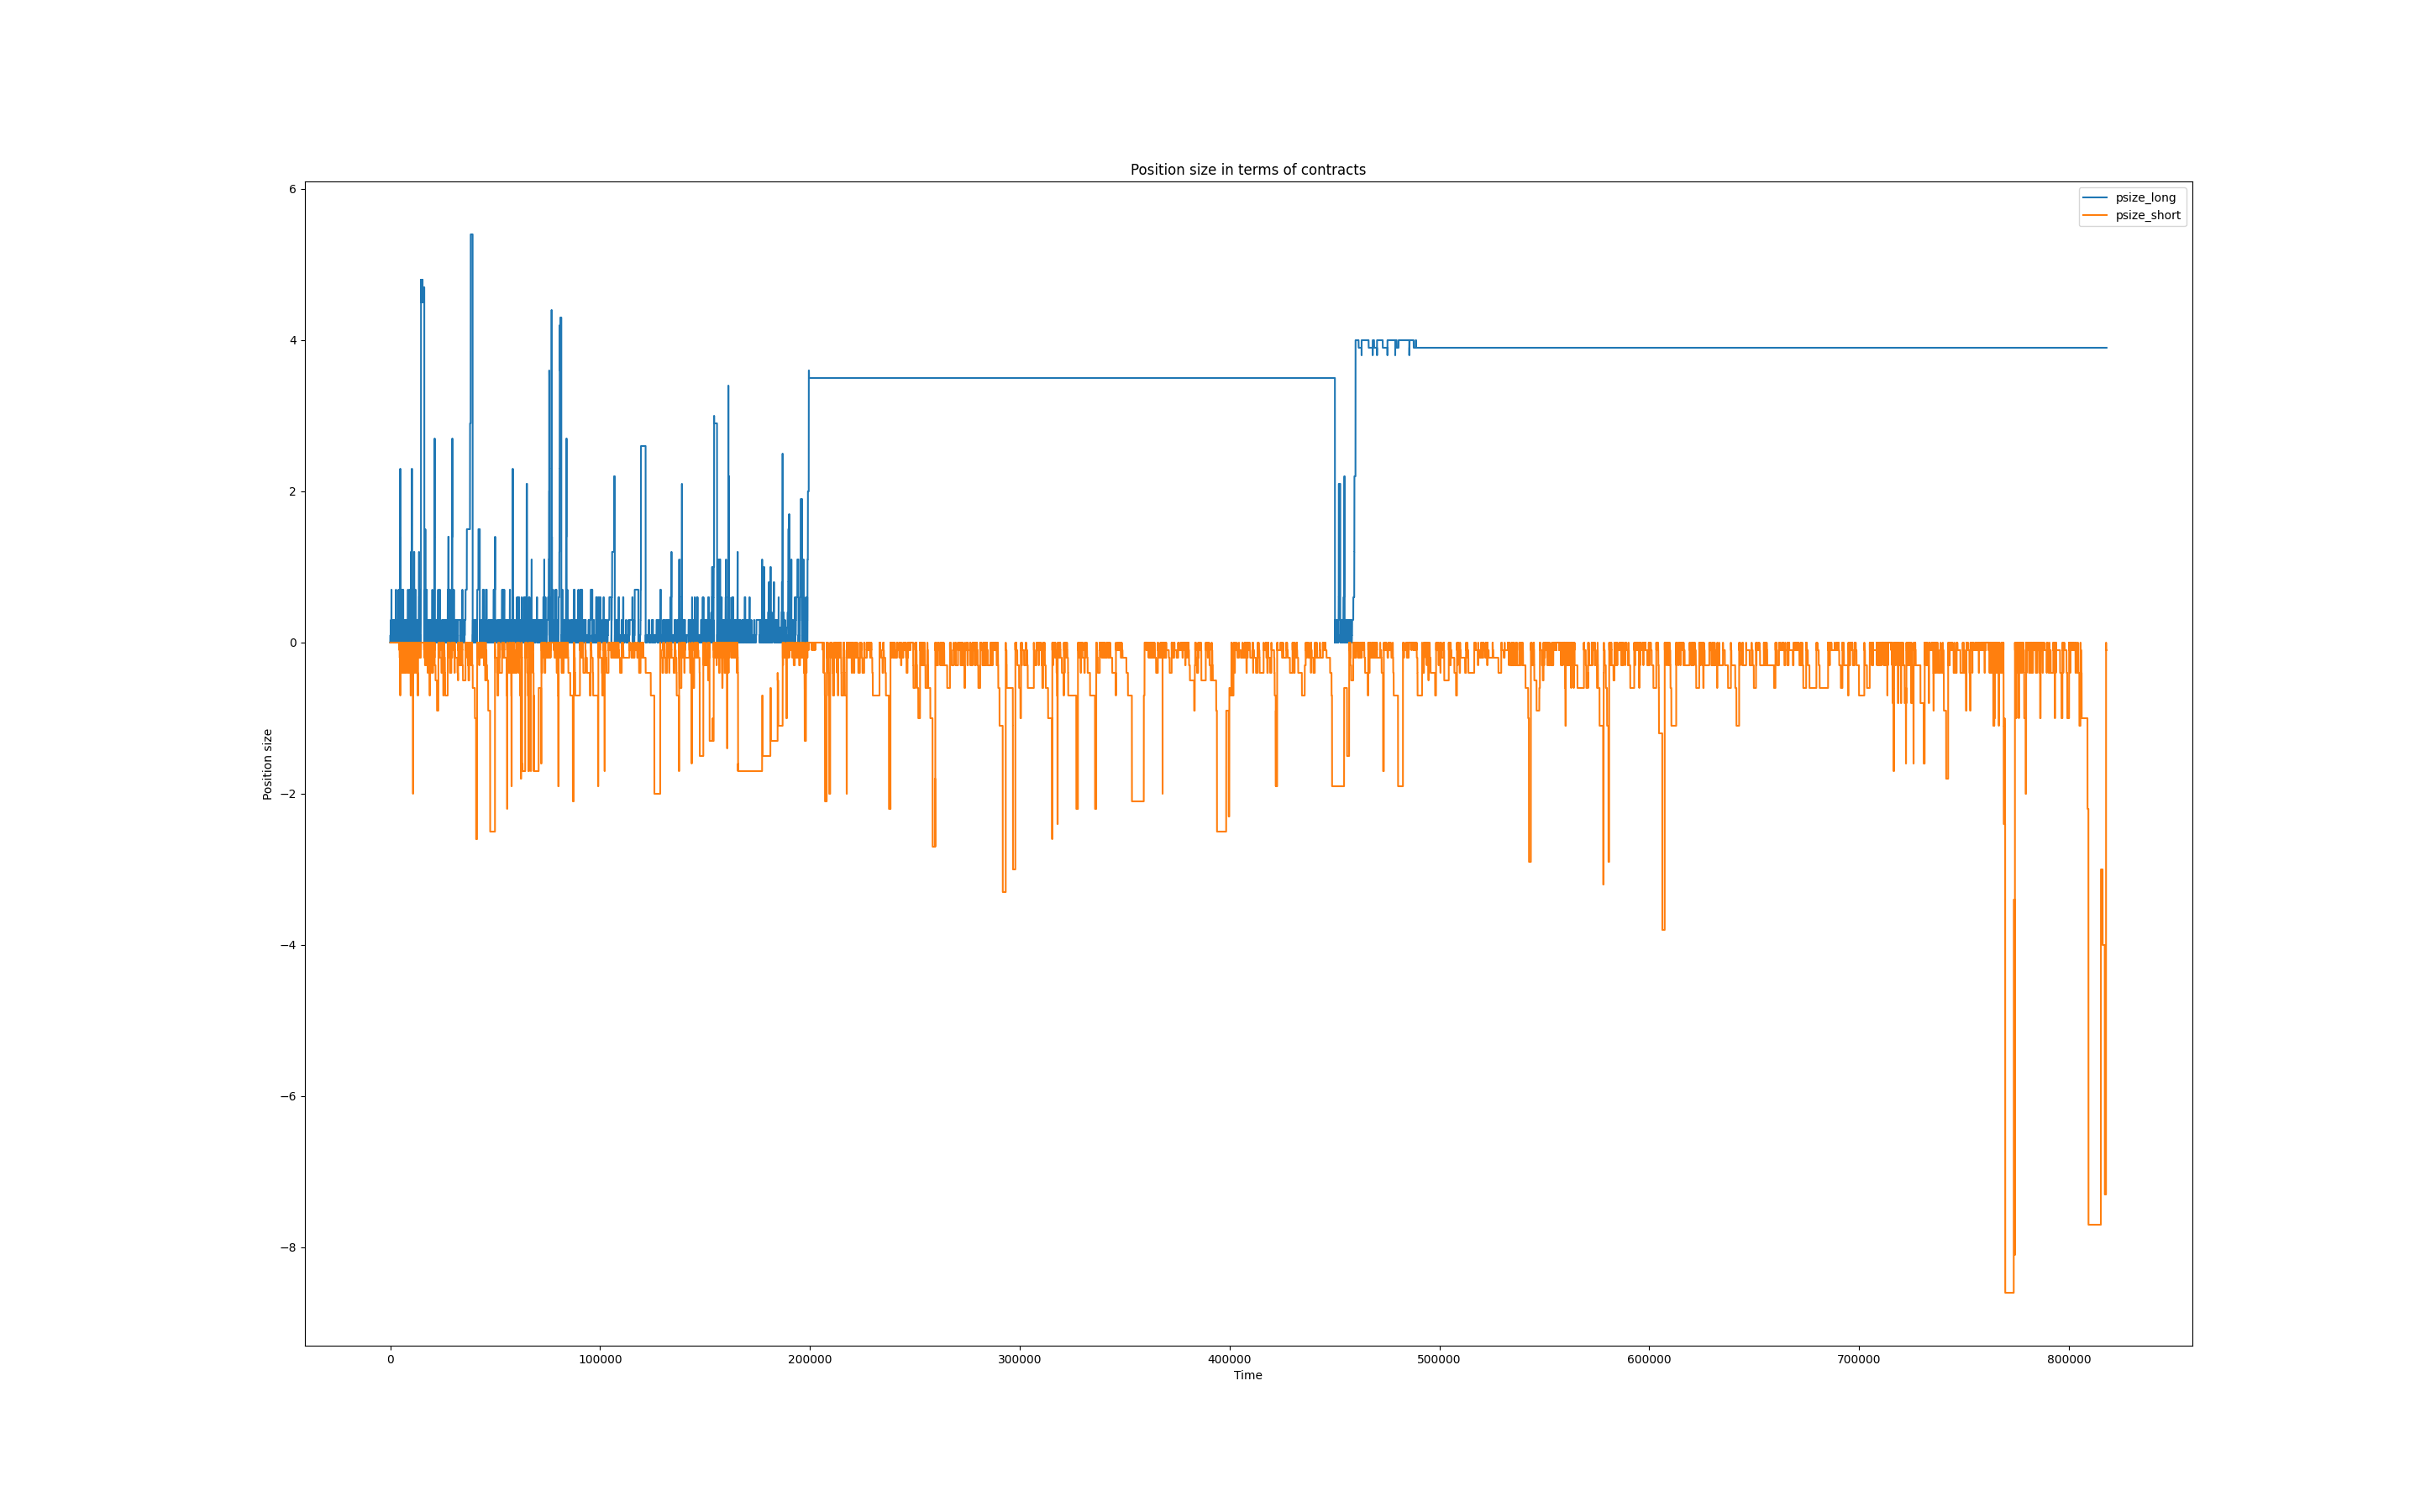 Position size in terms of contracts
psize_long
psize_short
6
4
2
0
−2
−4
−6
−8
Position size
0 100000 200000 300000 400000 500000 600000 700000 800000
Time